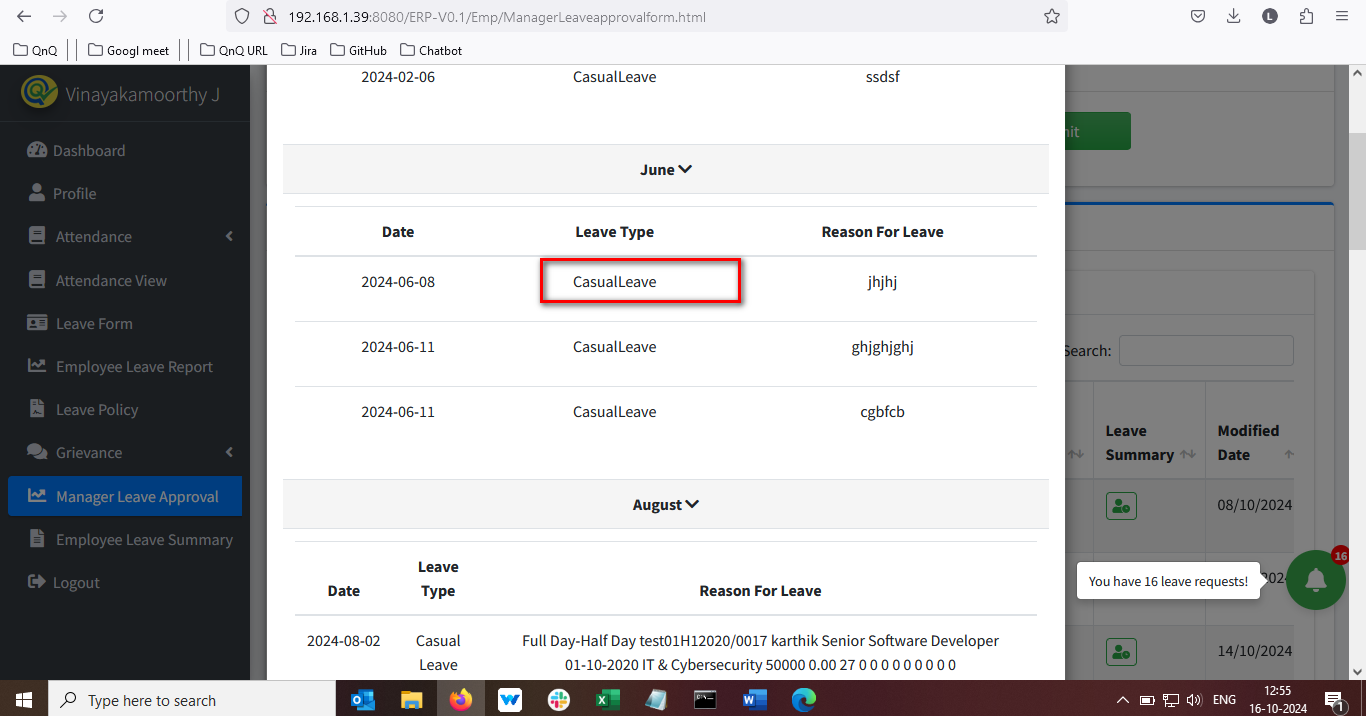 192.168.1.39:8080/ERP-V0.1/Emp/ManagerLeaveapprovalform.html
L
QnQ
Googl meet
QnQ URL
Jira
GitHub
Chatbot
Vinayakamoorthy J
Dashboard
Profile
Attendance
Attendance View
Leave Form
Employee Leave Report
Leave Policy
Grievance
Manager Leave Approval
Employee Leave Summary
Logout
2024-02-06 CasualLeave ssdsf
June
Date Leave Type Reason For Leave
2024-06-08 CasualLeave jhjhj
2024-06-11 CasualLeave ghjghjghj
2024-06-11 CasualLeave cgbfcb
August
Date Leave Type Reason For Leave
2024-08-02 Casual Leave Full Day-Half Day test01H12020/0017 karthik Senior Software Developer
01-10-2020 IT & Cybersecurity 50000 0.00 27 0 0 0 0 0 0 0 0 0
Search:
Leave Summary
Modified Date
08/10/2024
14/10/2024
16
You have 16 leave requests!
Type here to search
ENG
12:55
16-10-2024
1